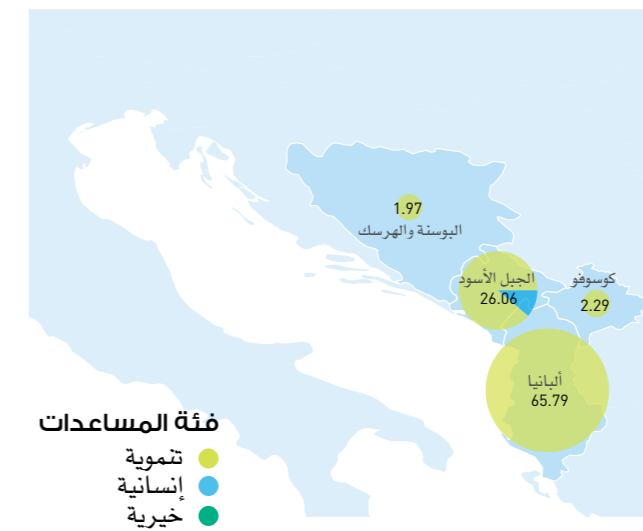 1.97
البوسنة والهرسك
الجبل الأسود
26.06
كوسوفو
2.29
ألبانيا
65.79
فئة المساعدات
تنموية
إنسانية
خيرية